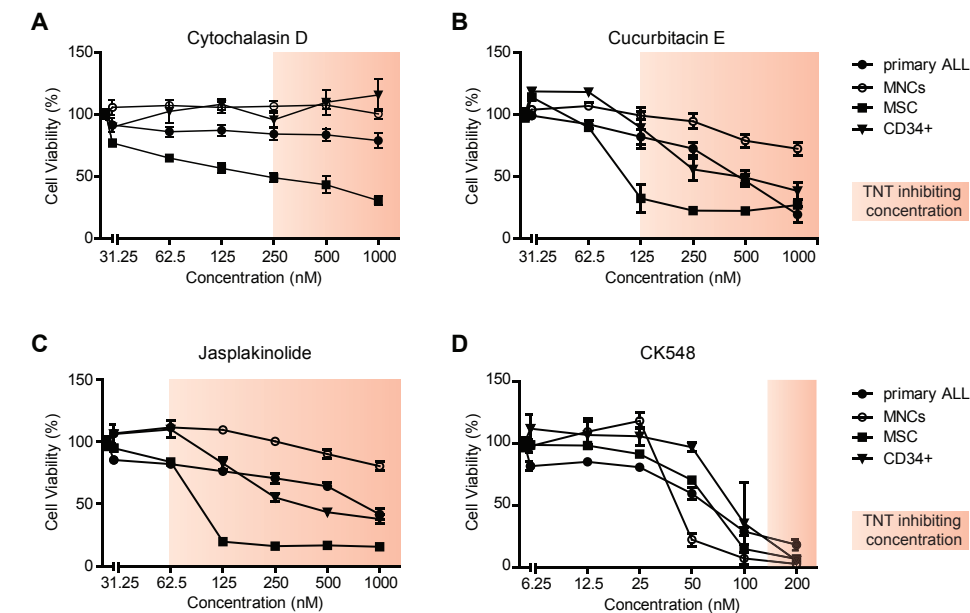 A
Cytochalasin D
150
100
50
0
Cell Viability (%)
31.25 62.5 125 250 500 1000
Concentration (nM)
B
Cucurbitacin E
150
100
50
0
Cell Viability (%)
31.25 62.5 125 250 500 1000
Concentration (nM)
primary ALL
MNCs
MSC
CD34+
TNT inhibiting
concentration
C
Jasplakinolide
150
100
50
0
Cell Viability (%)
31.25 62.5 125 250 500 1000
Concentration (nM)
D
CK548
150
100
50
0
Cell Viability (%)
6.25 12.5 25 50 100 200
Concentration (nM)
primary ALL
MNCs
MSC
CD34+
TNT inhibiting
concentration